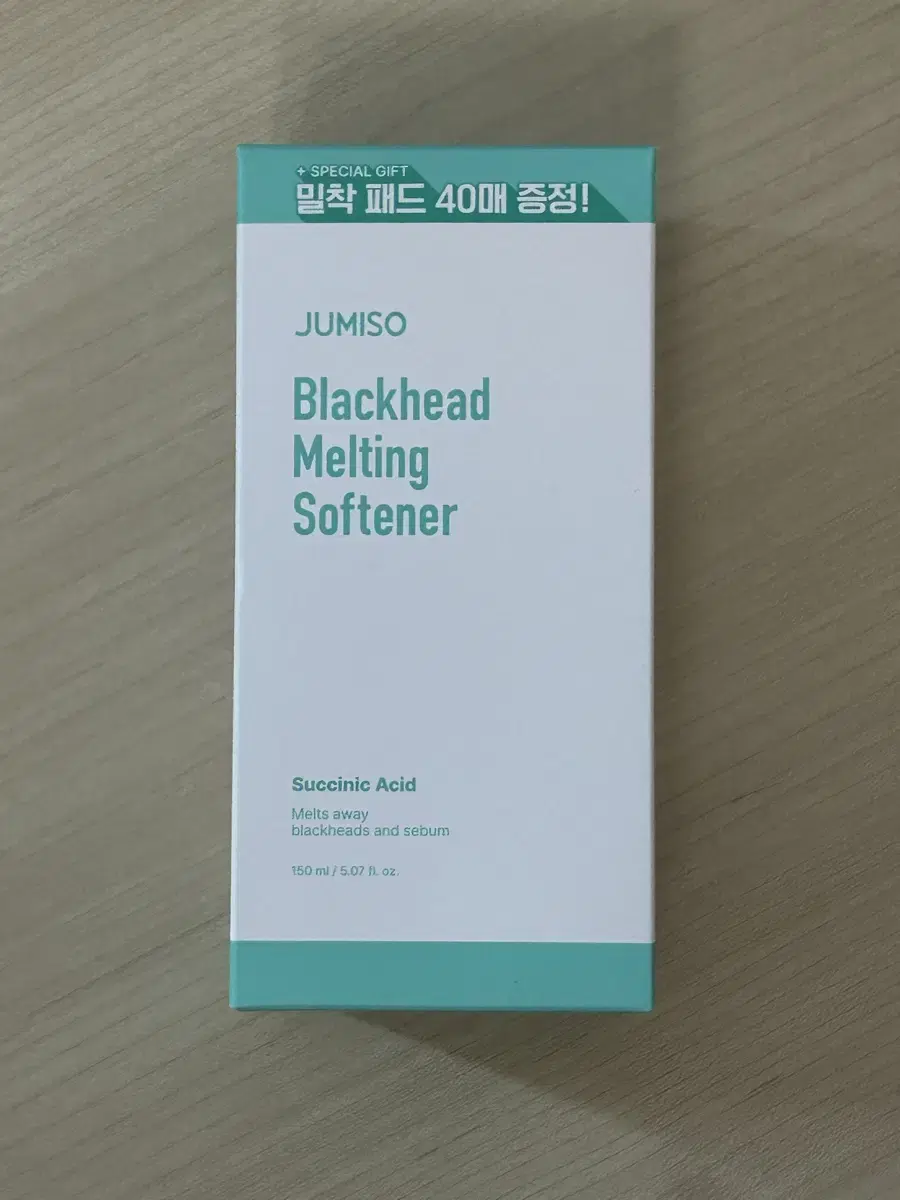 + SPECIAL GIFT
밀착 패드 40매 증정!
JUMISO
Blackhead
Melting
Softener
Succinic Acid
Melts away
blackheads and sebum
150 ml / 5.07 fl. oz.